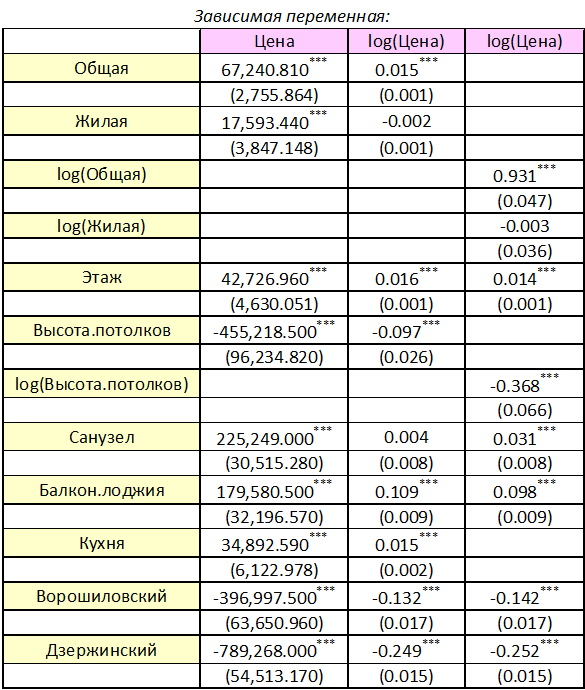 Зависимая переменная:
Цена log(Цена) log(Цена)
Общая 67,240.810*** 0.015***
(2,755.864) (0.001)
Жилая 17,593.440*** -0.002
(3,847.148) (0.001)
log(Общая) 0.931***
(0.047)
log(Жилая) -0.003
(0.036)
Этаж 42,726.960*** 0.016*** 0.014***
(4,630.051) (0.001) (0.001)
Высота.потолков -455,218.500*** -0.097***
(96,234.820) (0.026)
log(Высота.потолков) -0.368***
(0.066)
Санузел 225,249.000*** 0.004 0.031***
(30,515.280) (0.008) (0.008)
Балкон.лоджия 179,580.500*** 0.109*** 0.098***
(32,196.570) (0.009) (0.009)
Кухня 34,892.590*** 0.015***
(6,122.978) (0.002)
Ворошиловский -396,997.500*** -0.132*** -0.142***
(63,650.960) (0.017) (0.017)
Дзержинский -789,268.000*** -0.249*** -0.252***
(54,513.170) (0.015) (0.015)